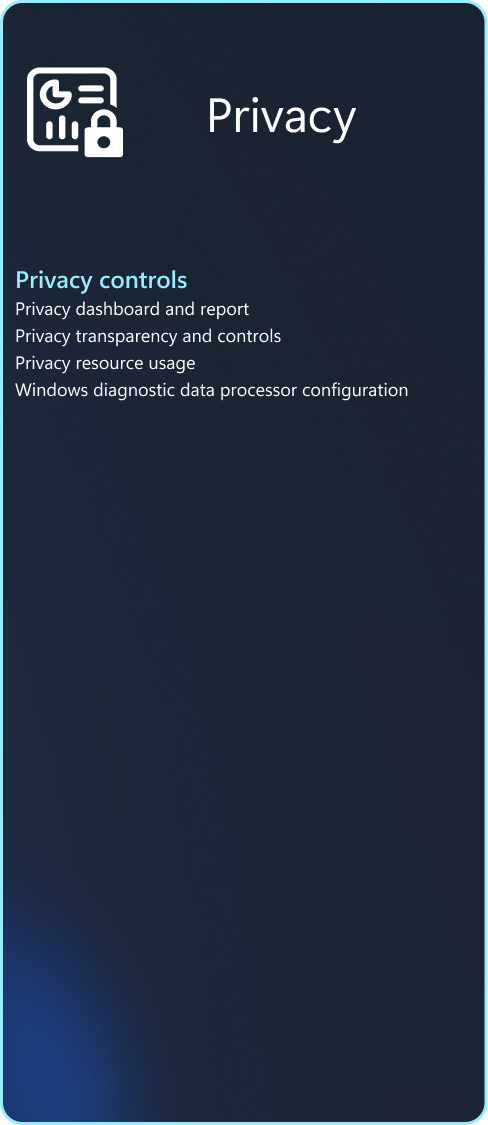 Privacy
Privacy controls
Privacy dashboard and report
Privacy transparency and controls
Privacy resource usage
Windows diagnostic data processor configuration